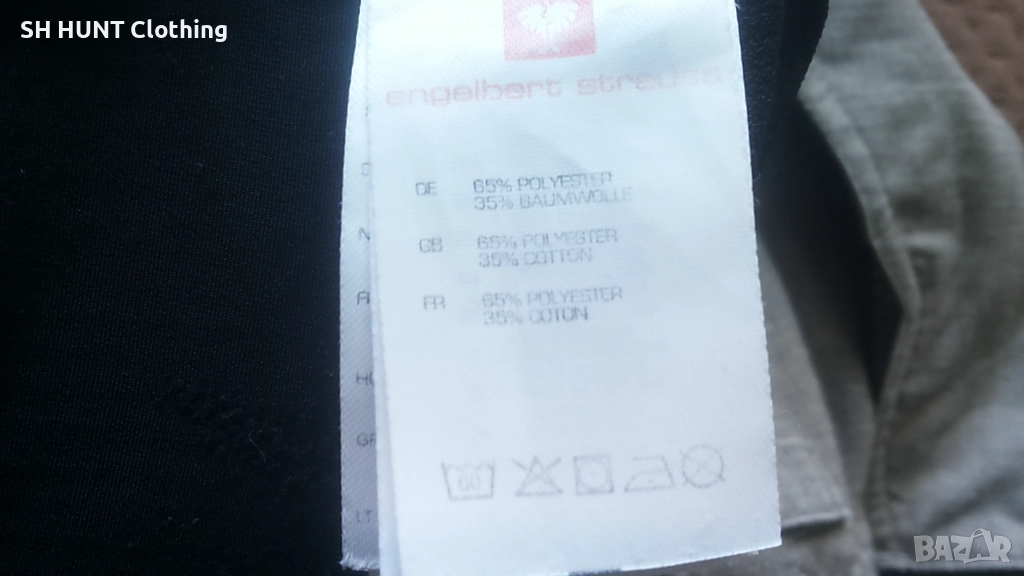 SH HUNT Clothing
engelbert strauss
DE 65% POLYESTER
35% BAUMWOLLE
GB 65% POLYESTER
35% COTTON
FR 65% POLYESTER
35% COTON
60
LT
BAZAR